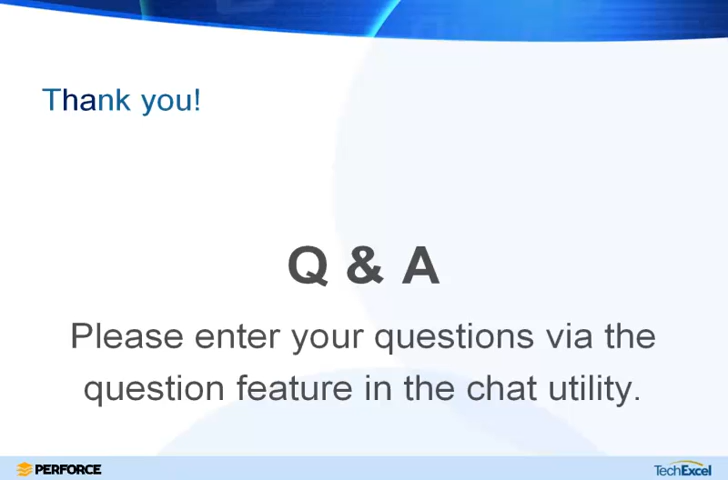 Thank you!
Q & A
Please enter your questions via the
question feature in the chat utility.
PERFORCE
TechExcel